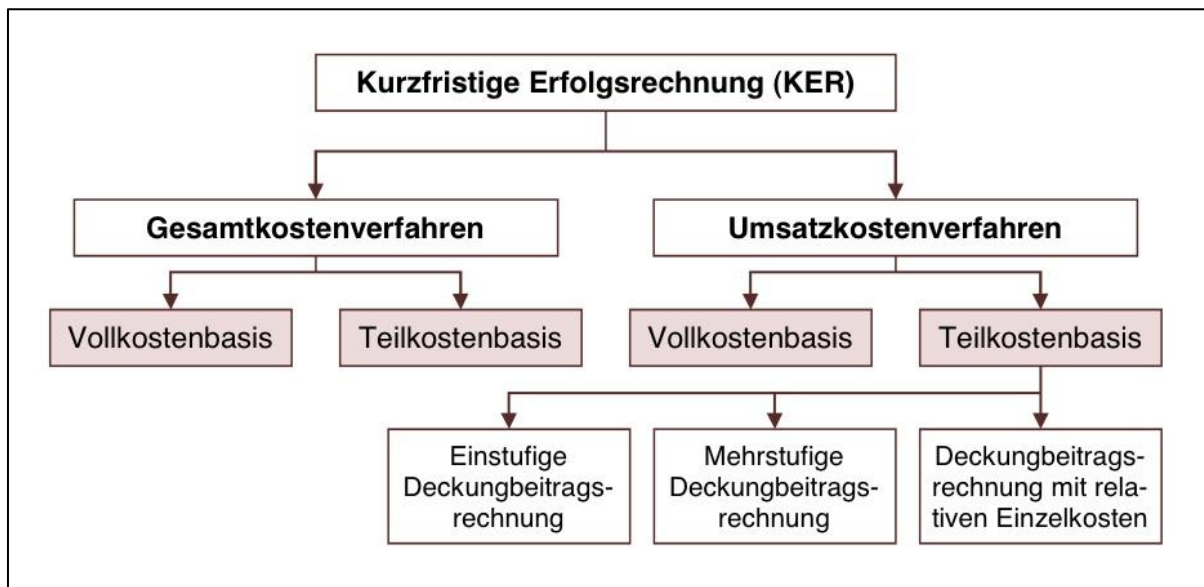 Kurzfristige Erfolgsrechnung (KER)
Gesamtkostenverfahren
Umsatzkostenverfahren
Vollkostenbasis
Teilkostenbasis
Vollkostenbasis
Teilkostenbasis
Einstufige
Deckungbeitrags-
rechnung
Mehrstufige
Deckungbeitrags-
rechnung
Deckungbeitrags-
rechnung mit rela-
tiven Einzelkosten